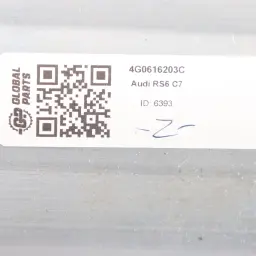 GLOBAL
PARTS
4G0616203C
Audi RS6 C7
ID: 6393
-Z-